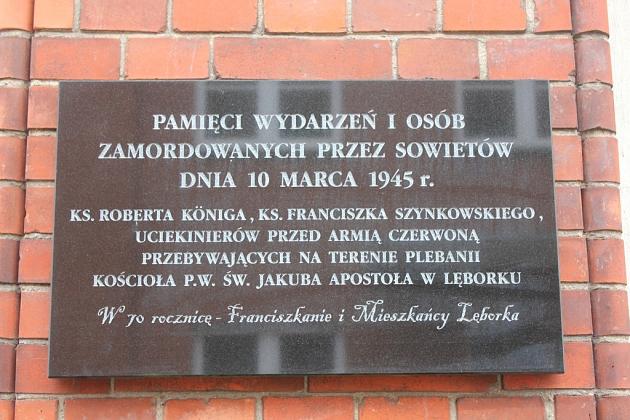 PAMIĘCI WYDARZEŃ I OSÓB
ZAMORDOWANYCH PRZEZ SOWIETÓW
DNIA 10 MARCA 1945 r.
KS. ROBERTA KÖNIGA, KS. FRANCISZKA SZYNKOWSKIEGO,
UCIEKINIERÓW PRZED ARMIĄ CZERWONĄ
PRZEBYWAJĄCYCH NA TERENIE PLEBANII
KOŚCIOŁA P.W. ŚW. JAKUBA APOSTOŁA W LĘBORKU
W 70 rocznicę - Franciszkanie i Mieszkańcy Lęborka